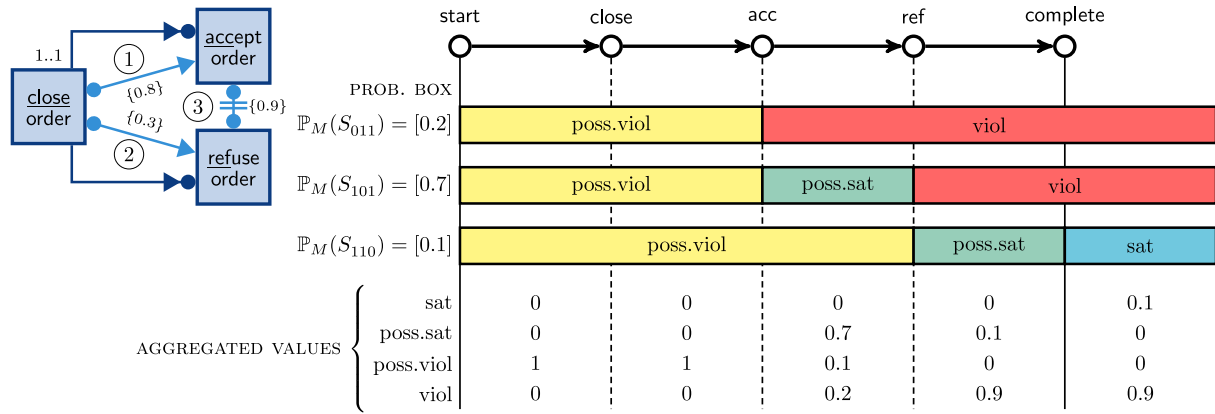 1..1
close
order
accept
order
refuse
order
1
{0.8}
2
{0.3}
3
{0.9}
start close acc ref complete
PROB. BOX
ℙ_M(S_011) = [0.2] poss.viol viol
ℙ_M(S_101) = [0.7] poss.viol poss.sat viol
ℙ_M(S_110) = [0.1] poss.viol poss.sat sat
AGGREGATED VALUES
sat 0 0 0 0 0.1
poss.sat 0 0 0.7 0.1 0
poss.viol 1 1 0.1 0 0
viol 0 0 0.2 0.9 0.9